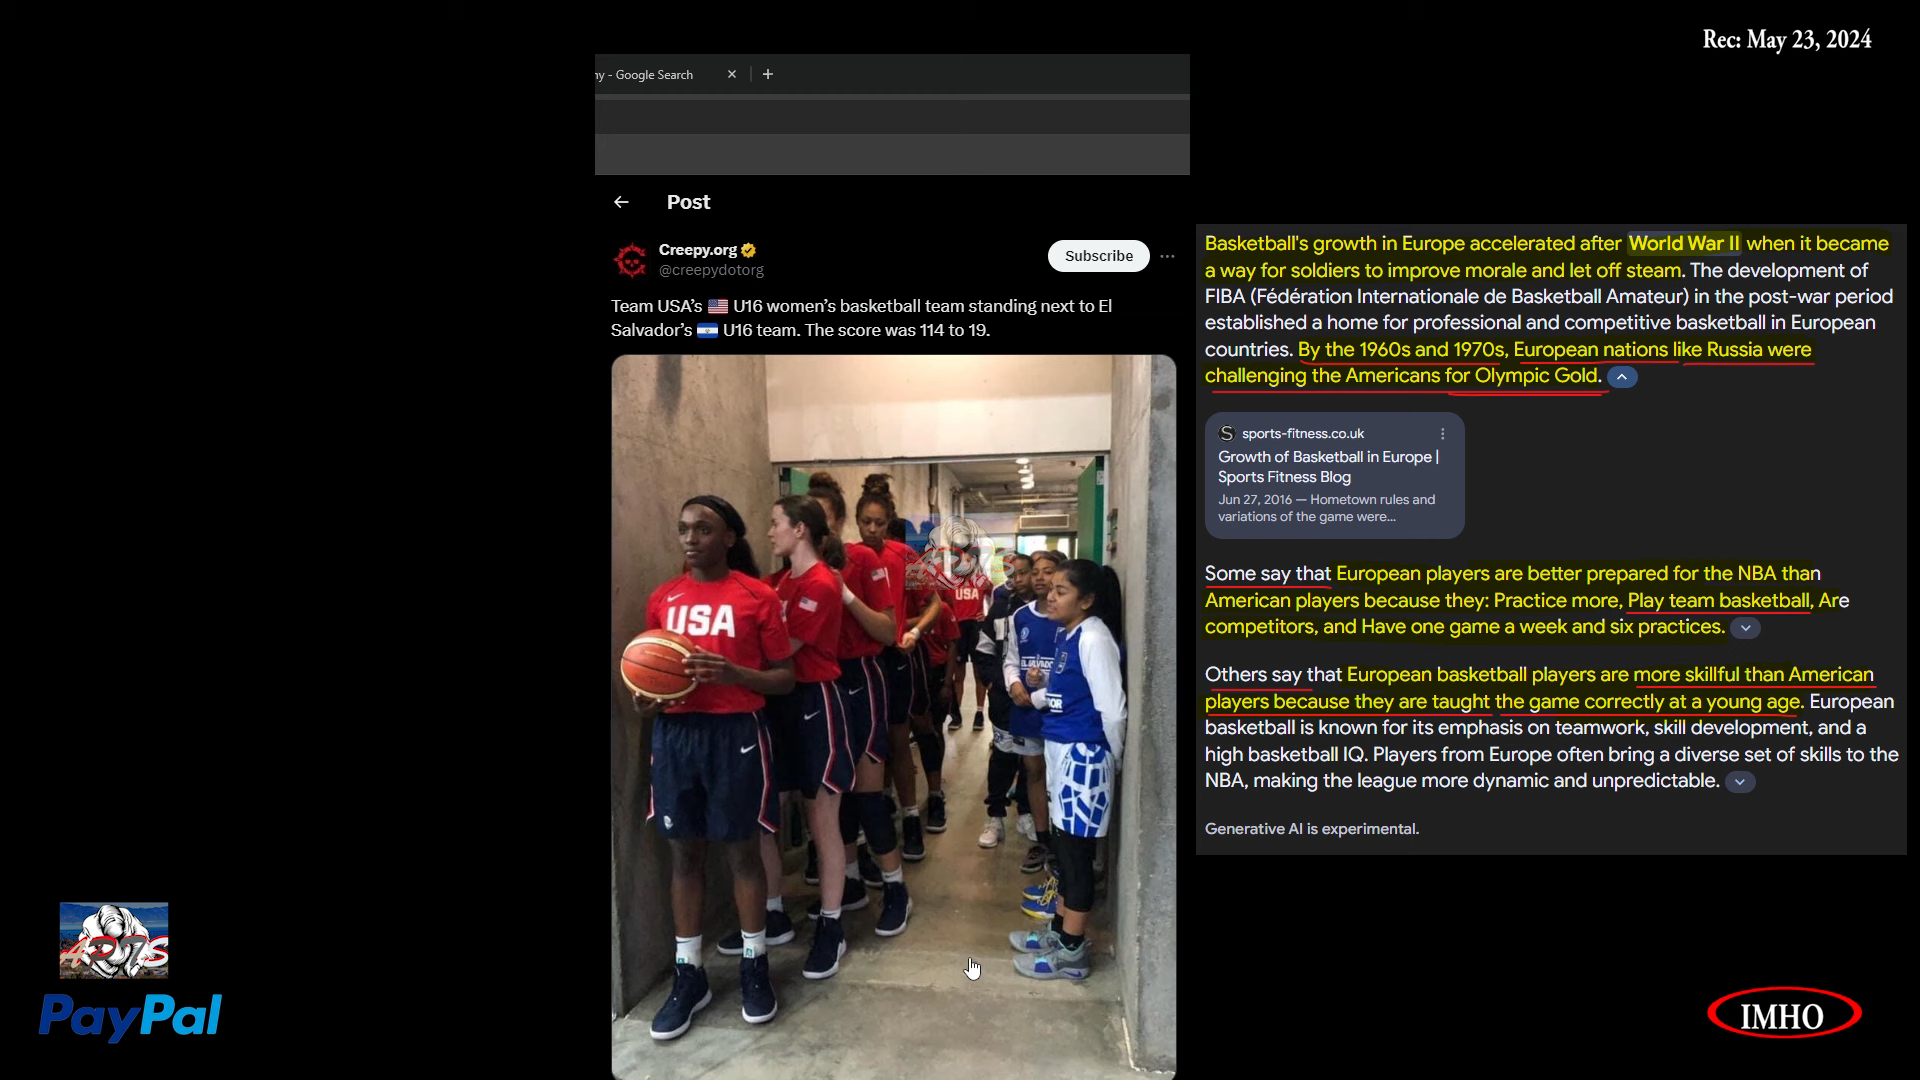 Rec: May 23, 2024
ny - Google Search
Post
Creepy.org
@creepydotorg
Subscribe
Team USA's 🇺🇸 U16 women's basketball team standing next to El
Salvador's 🇸🇻 U16 team. The score was 114 to 19.
USA
USA
EL SALVADOR
Basketball's growth in Europe accelerated after World War II when it became
a way for soldiers to improve morale and let off steam. The development of
FIBA (Fédération Internationale de Basketball Amateur) in the post-war period
established a home for professional and competitive basketball in European
countries. By the 1960s and 1970s, European nations like Russia were
challenging the Americans for Olympic Gold.
sports-fitness.co.uk
Growth of Basketball in Europe |
Sports Fitness Blog
Jun 27, 2016 — Hometown rules and
variations of the game were...
Some say that European players are better prepared for the NBA than
American players because they: Practice more, Play team basketball, Are
competitors, and Have one game a week and six practices.
Others say that European basketball players are more skillful than American
players because they are taught the game correctly at a young age. European
basketball is known for its emphasis on teamwork, skill development, and a
high basketball IQ. Players from Europe often bring a diverse set of skills to the
NBA, making the league more dynamic and unpredictable.
Generative AI is experimental.
PayPal
IMHO